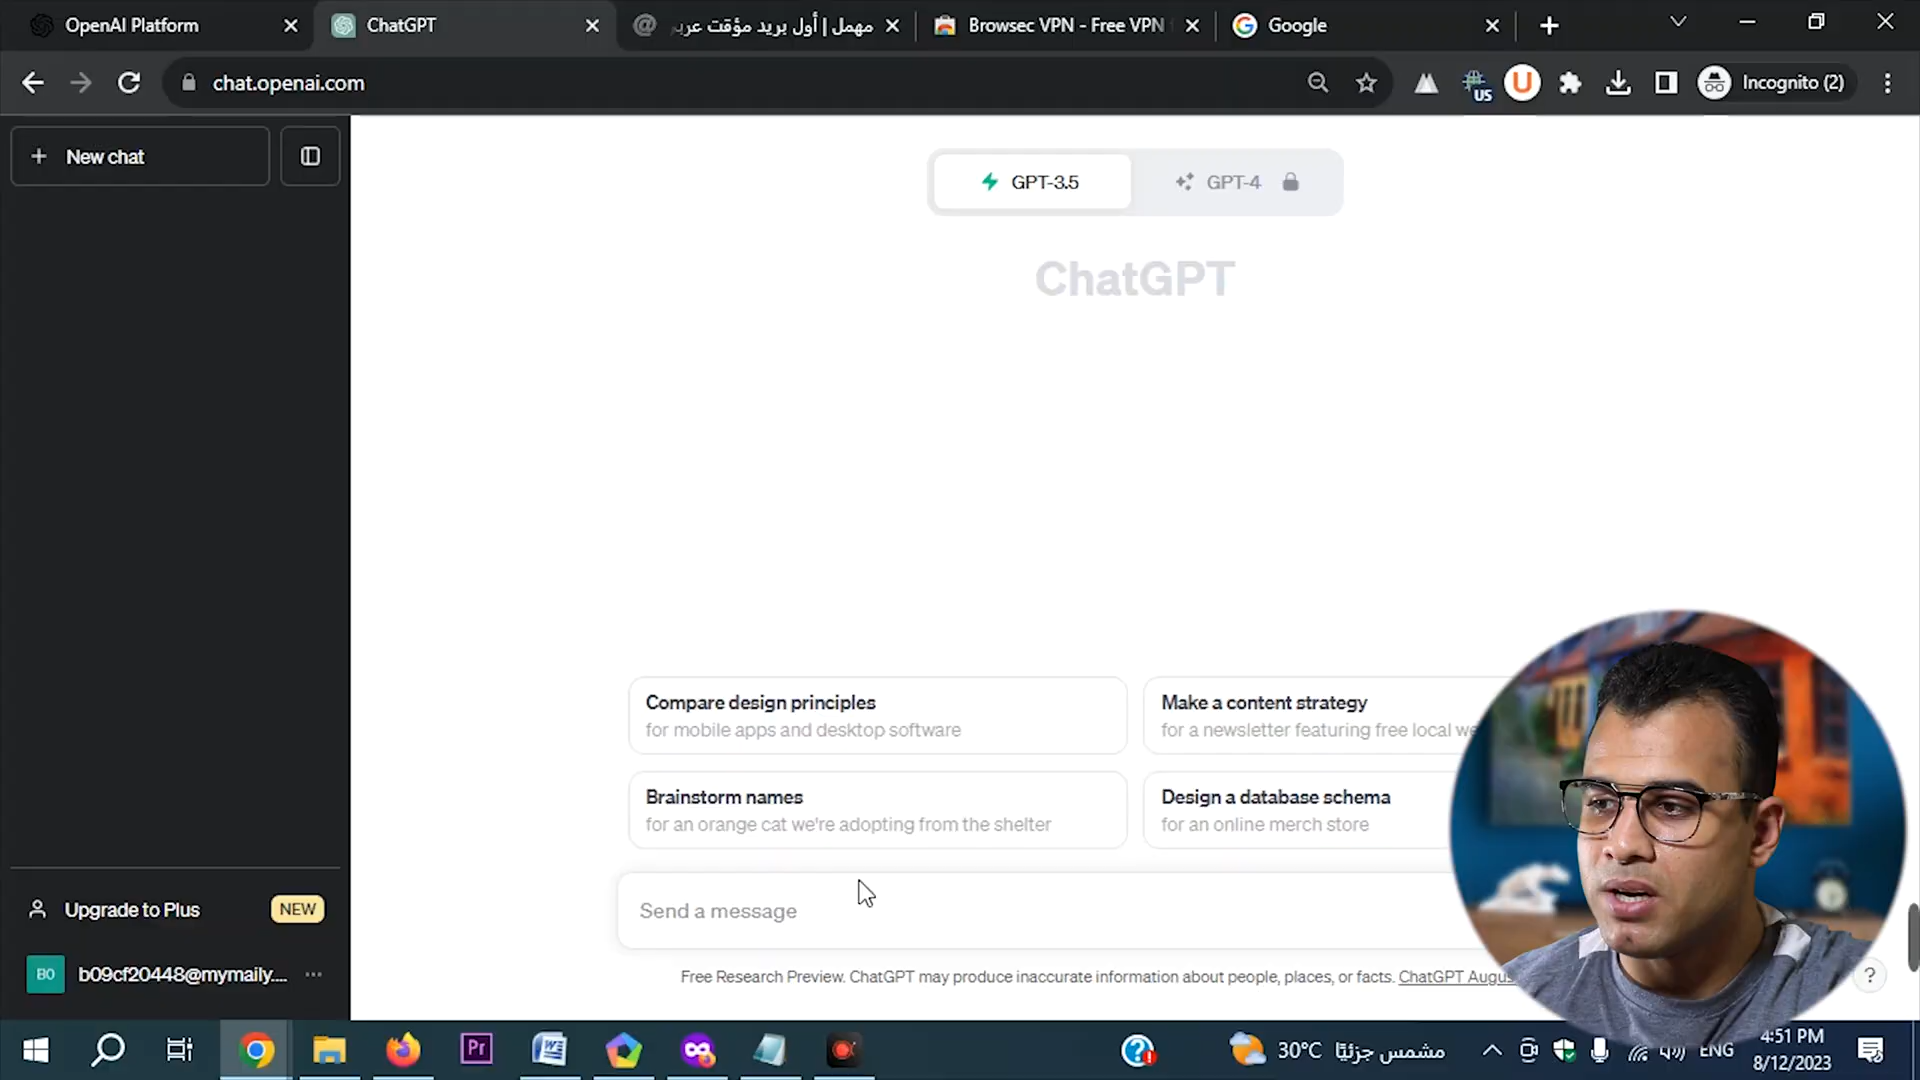 OpenAI Platform
ChatGPT
مهمل | أول بريد مؤقت عربي
Browsec VPN - Free VPN
Google
chat.openai.com
US
U
Incognito (2)
New chat
GPT-3.5
GPT-4
ChatGPT
Compare design principles
for mobile apps and desktop software
Make a content strategy
for a newsletter featuring free local we
Brainstorm names
for an orange cat we're adopting from the shelter
Design a database schema
for an online merch store
Send a message
Free Research Preview. ChatGPT may produce inaccurate information about people, places, or facts. ChatGPT Augus
Upgrade to Plus
NEW
BO
b09cf20448@mymaily....
?
Pr
30°C مشمس جزئيًا
ENG
4:51 PM
8/12/2023